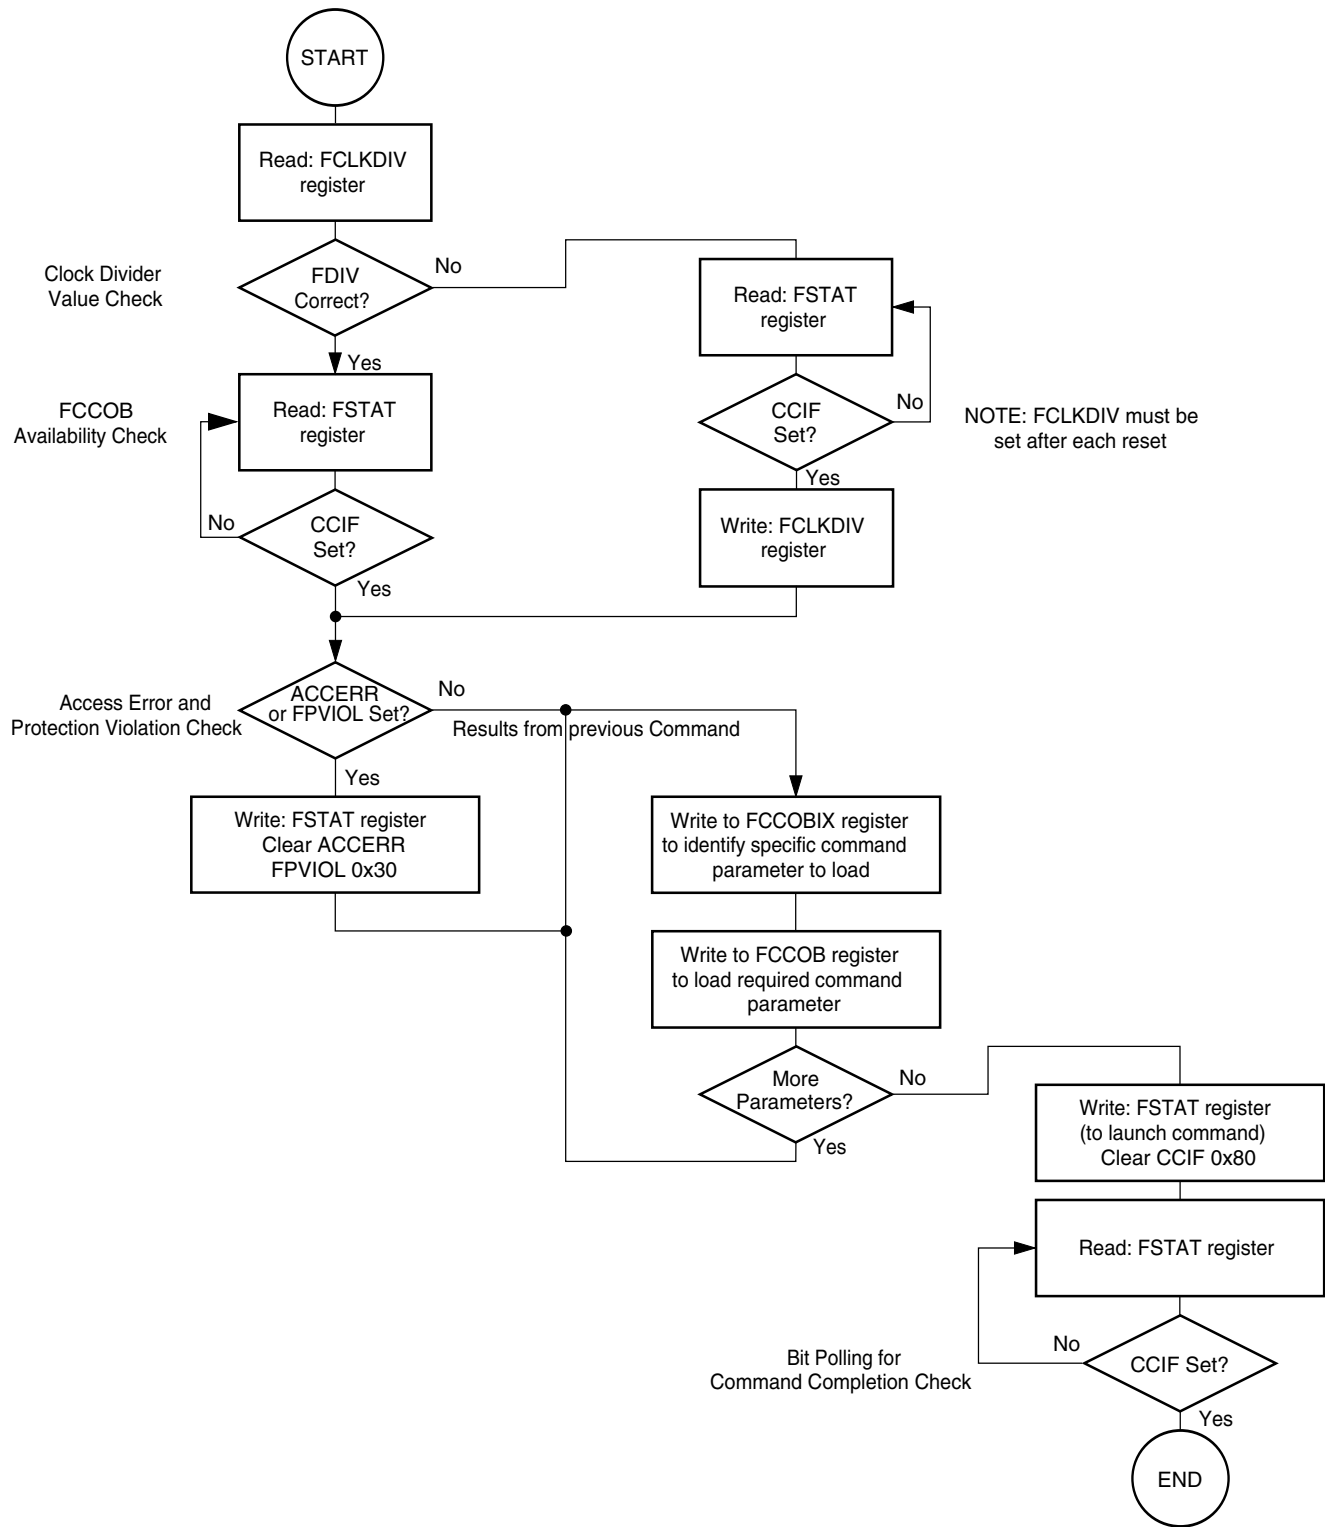 START
Read: FCLKDIV
register
Clock Divider
Value Check
FDIV
Correct?
No
Yes
Read: FSTAT
register
CCIF
Set?
No
Yes
NOTE: FCLKDIV must be
set after each reset
Write: FCLKDIV
register
FCCOB
Availability Check
Read: FSTAT
register
CCIF
Set?
No
Yes
Access Error and
Protection Violation Check
ACCERR
or FPVIOL Set?
No
Results from previous Command
Yes
Write: FSTAT register
Clear ACCERR
FPVIOL 0x30
Write to FCCOBIX register
to identify specific command
parameter to load
Write to FCCOB register
to load required command
parameter
More
Parameters?
No
Yes
Write: FSTAT register
(to launch command)
Clear CCIF 0x80
Read: FSTAT register
Bit Polling for
Command Completion Check
No
CCIF Set?
Yes
END